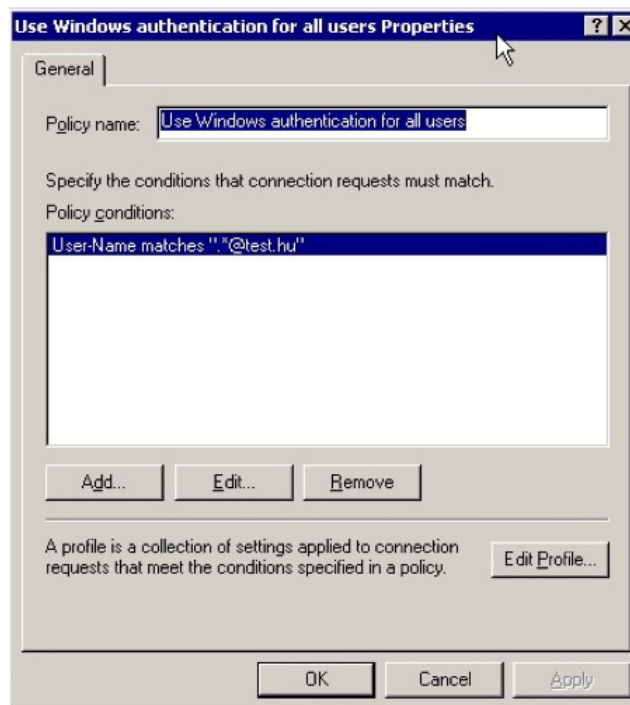 Use Windows authentication for all users Properties
General
Policy name: Use Windows authentication for all users
Specify the conditions that connection requests must match.
Policy conditions:
User-Name matches ".*@test.hu"
Add... Edit... Remove
A profile is a collection of settings applied to connection
requests that meet the conditions specified in a policy.
Edit Profile...
OK Cancel Apply